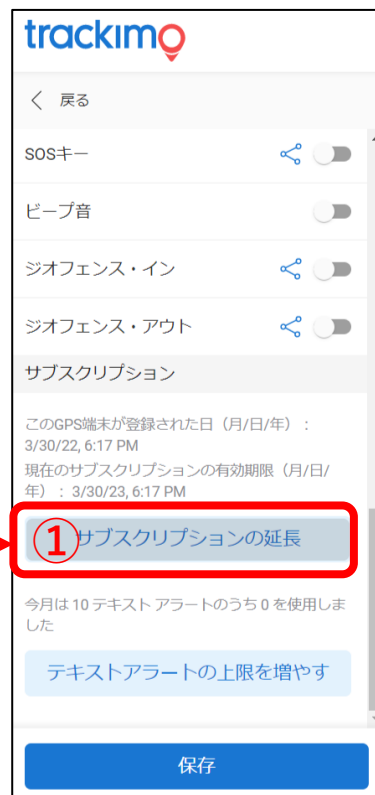 trackimo
戻る
SOSキー
ビープ音
ジオフェンス・イン
ジオフェンス・アウト
サブスクリプション
このGPS端末が登録された日（月/日/年）：
3/30/22, 6:17 PM
現在のサブスクリプションの有効期限（月/日/
年）：3/30/23, 6:17 PM
①サブスクリプションの延長
今月は 10 テキスト アラートのうち 0 を使用しま
した
テキストアラートの上限を増やす
保存